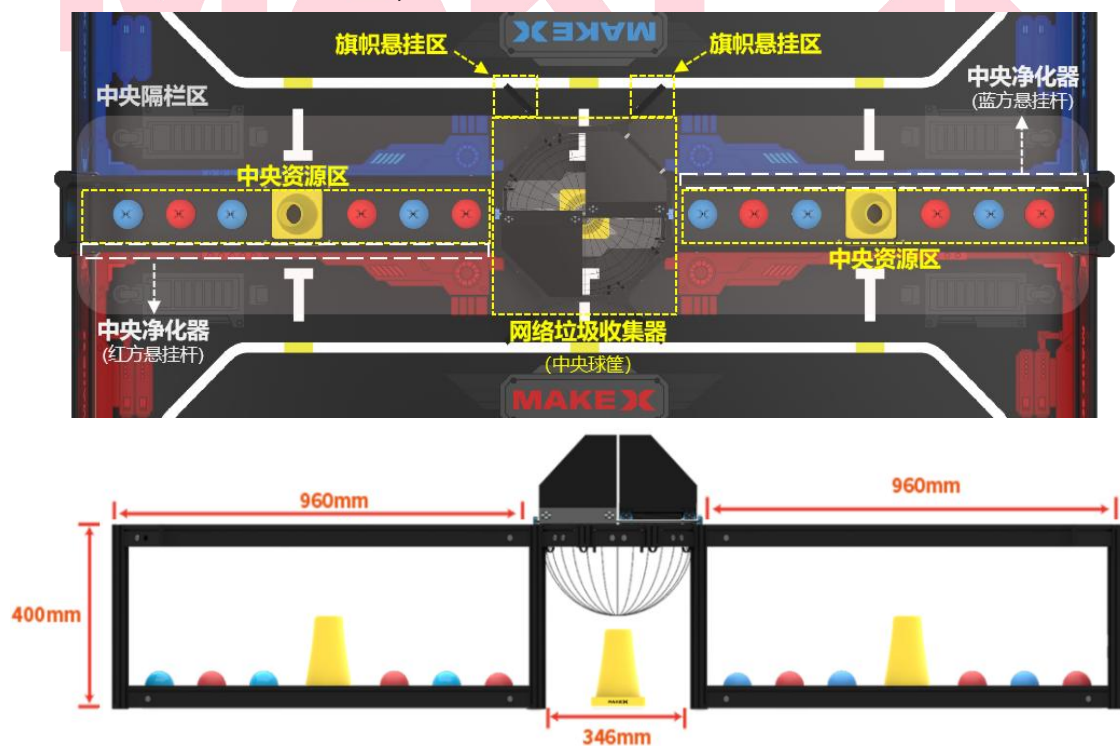 MAKE X
旗帜悬挂区
旗帜悬挂区
中央净化器
(蓝方悬挂杆)
中央隔栏区
中央资源区
中央资源区
中央净化器
(红方悬挂杆)
网络垃圾收集器
(中央球筐)
MAKE X
960mm
960mm
400mm
MAKE X
346mm